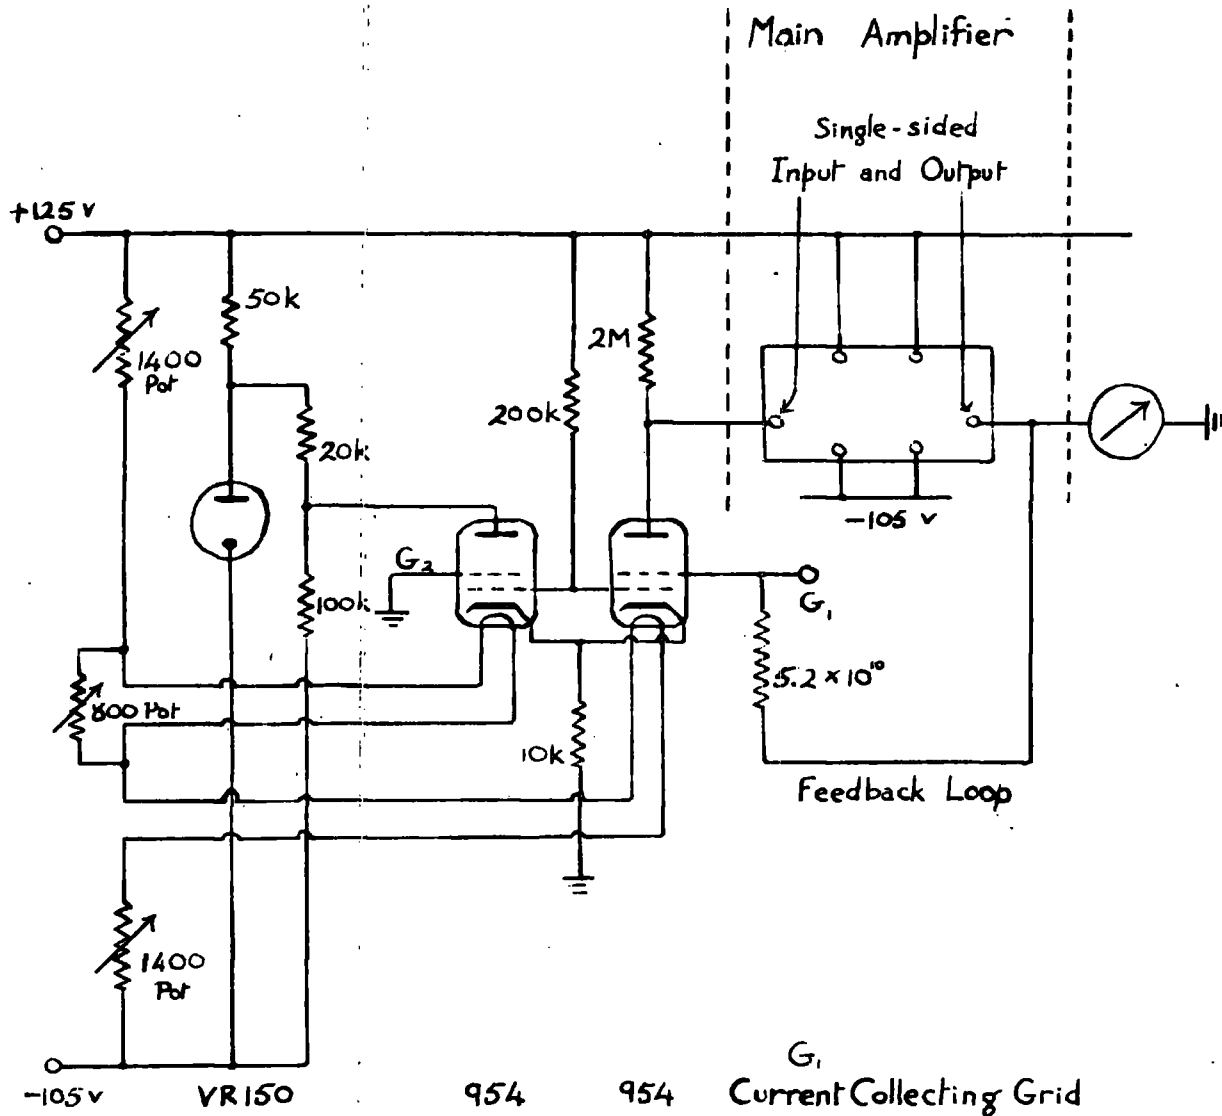 Main Amplifier
Single-sided
Input and Output
+125 v
50k
1400
Pot
2M
200k
20k
-105 v
G₂
100k
G₁
5.2 × 10¹⁰
800 Pot
10k
Feedback Loop
1400
Pot
G₁
-105 v
VR150
954
954
Current Collecting Grid